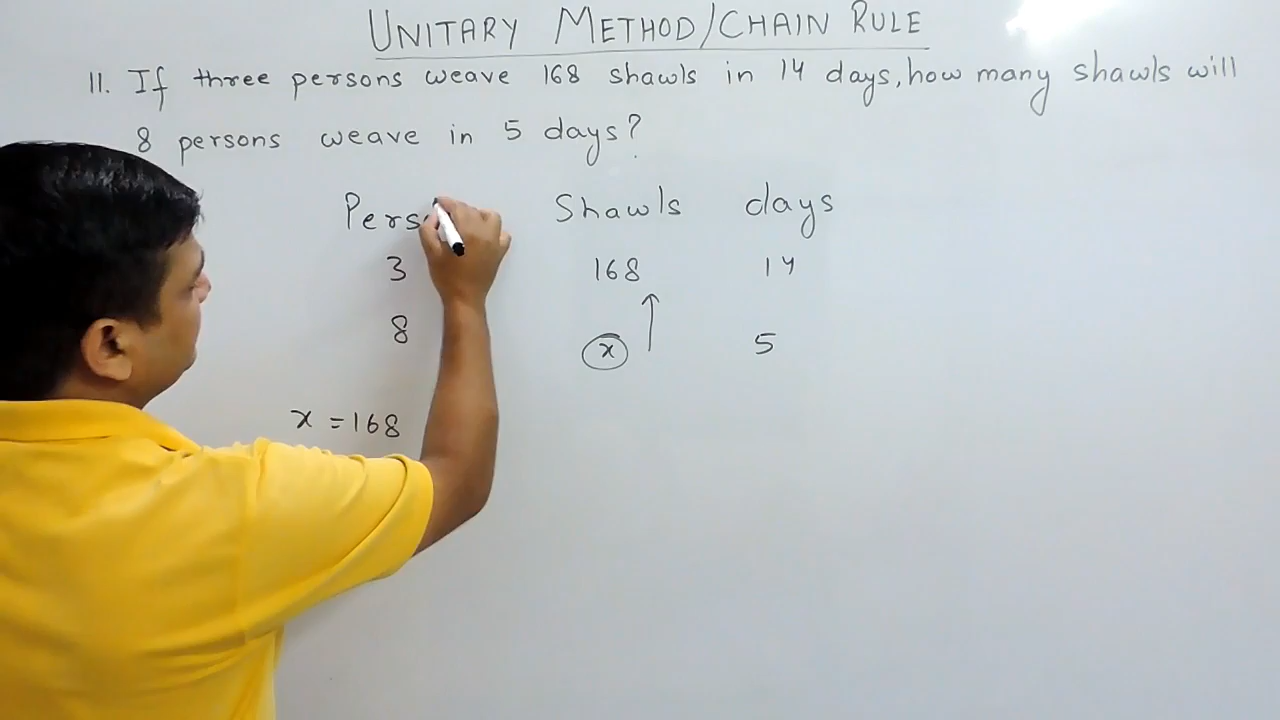 UNITARY METHOD/CHAIN RULE
11. If three persons weave 168 shawls in 14 days, how many shawls will
8 persons weave in 5 days?
Shawls days
3 168 14
8 x 5
x = 168